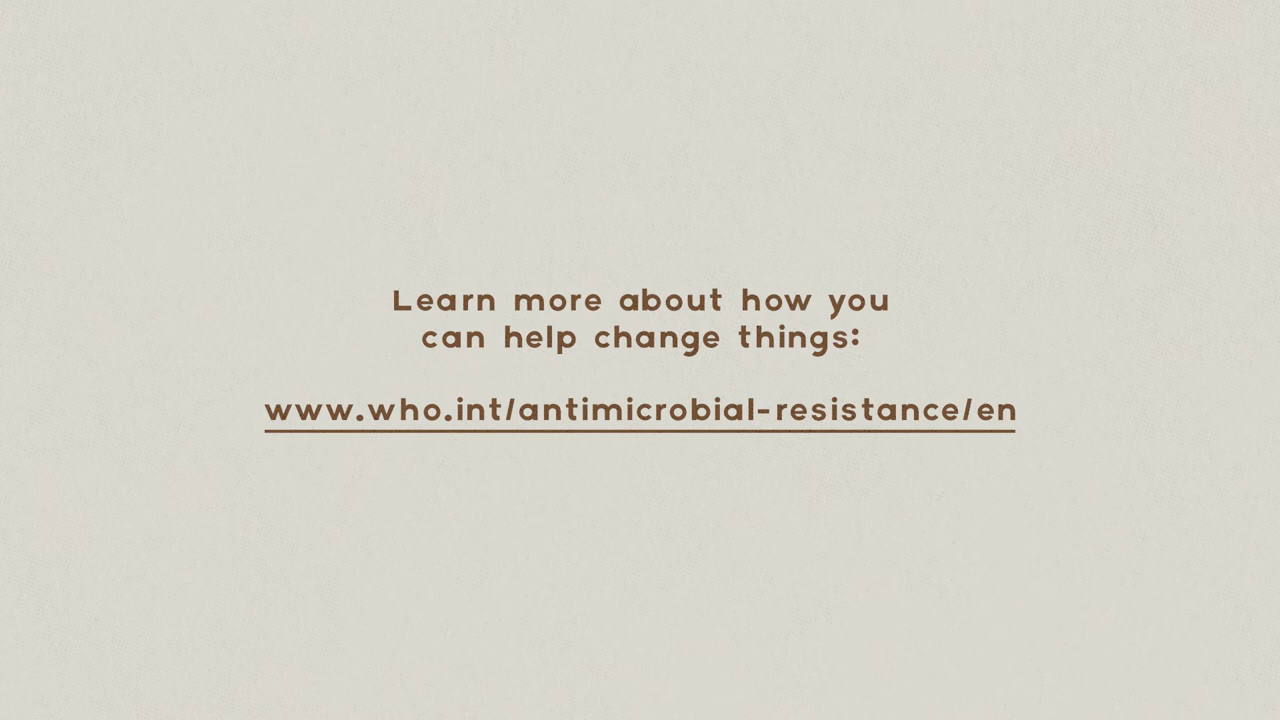 Learn more about how you
can help change things:
www.who.int/antimicrobial-resistance/en